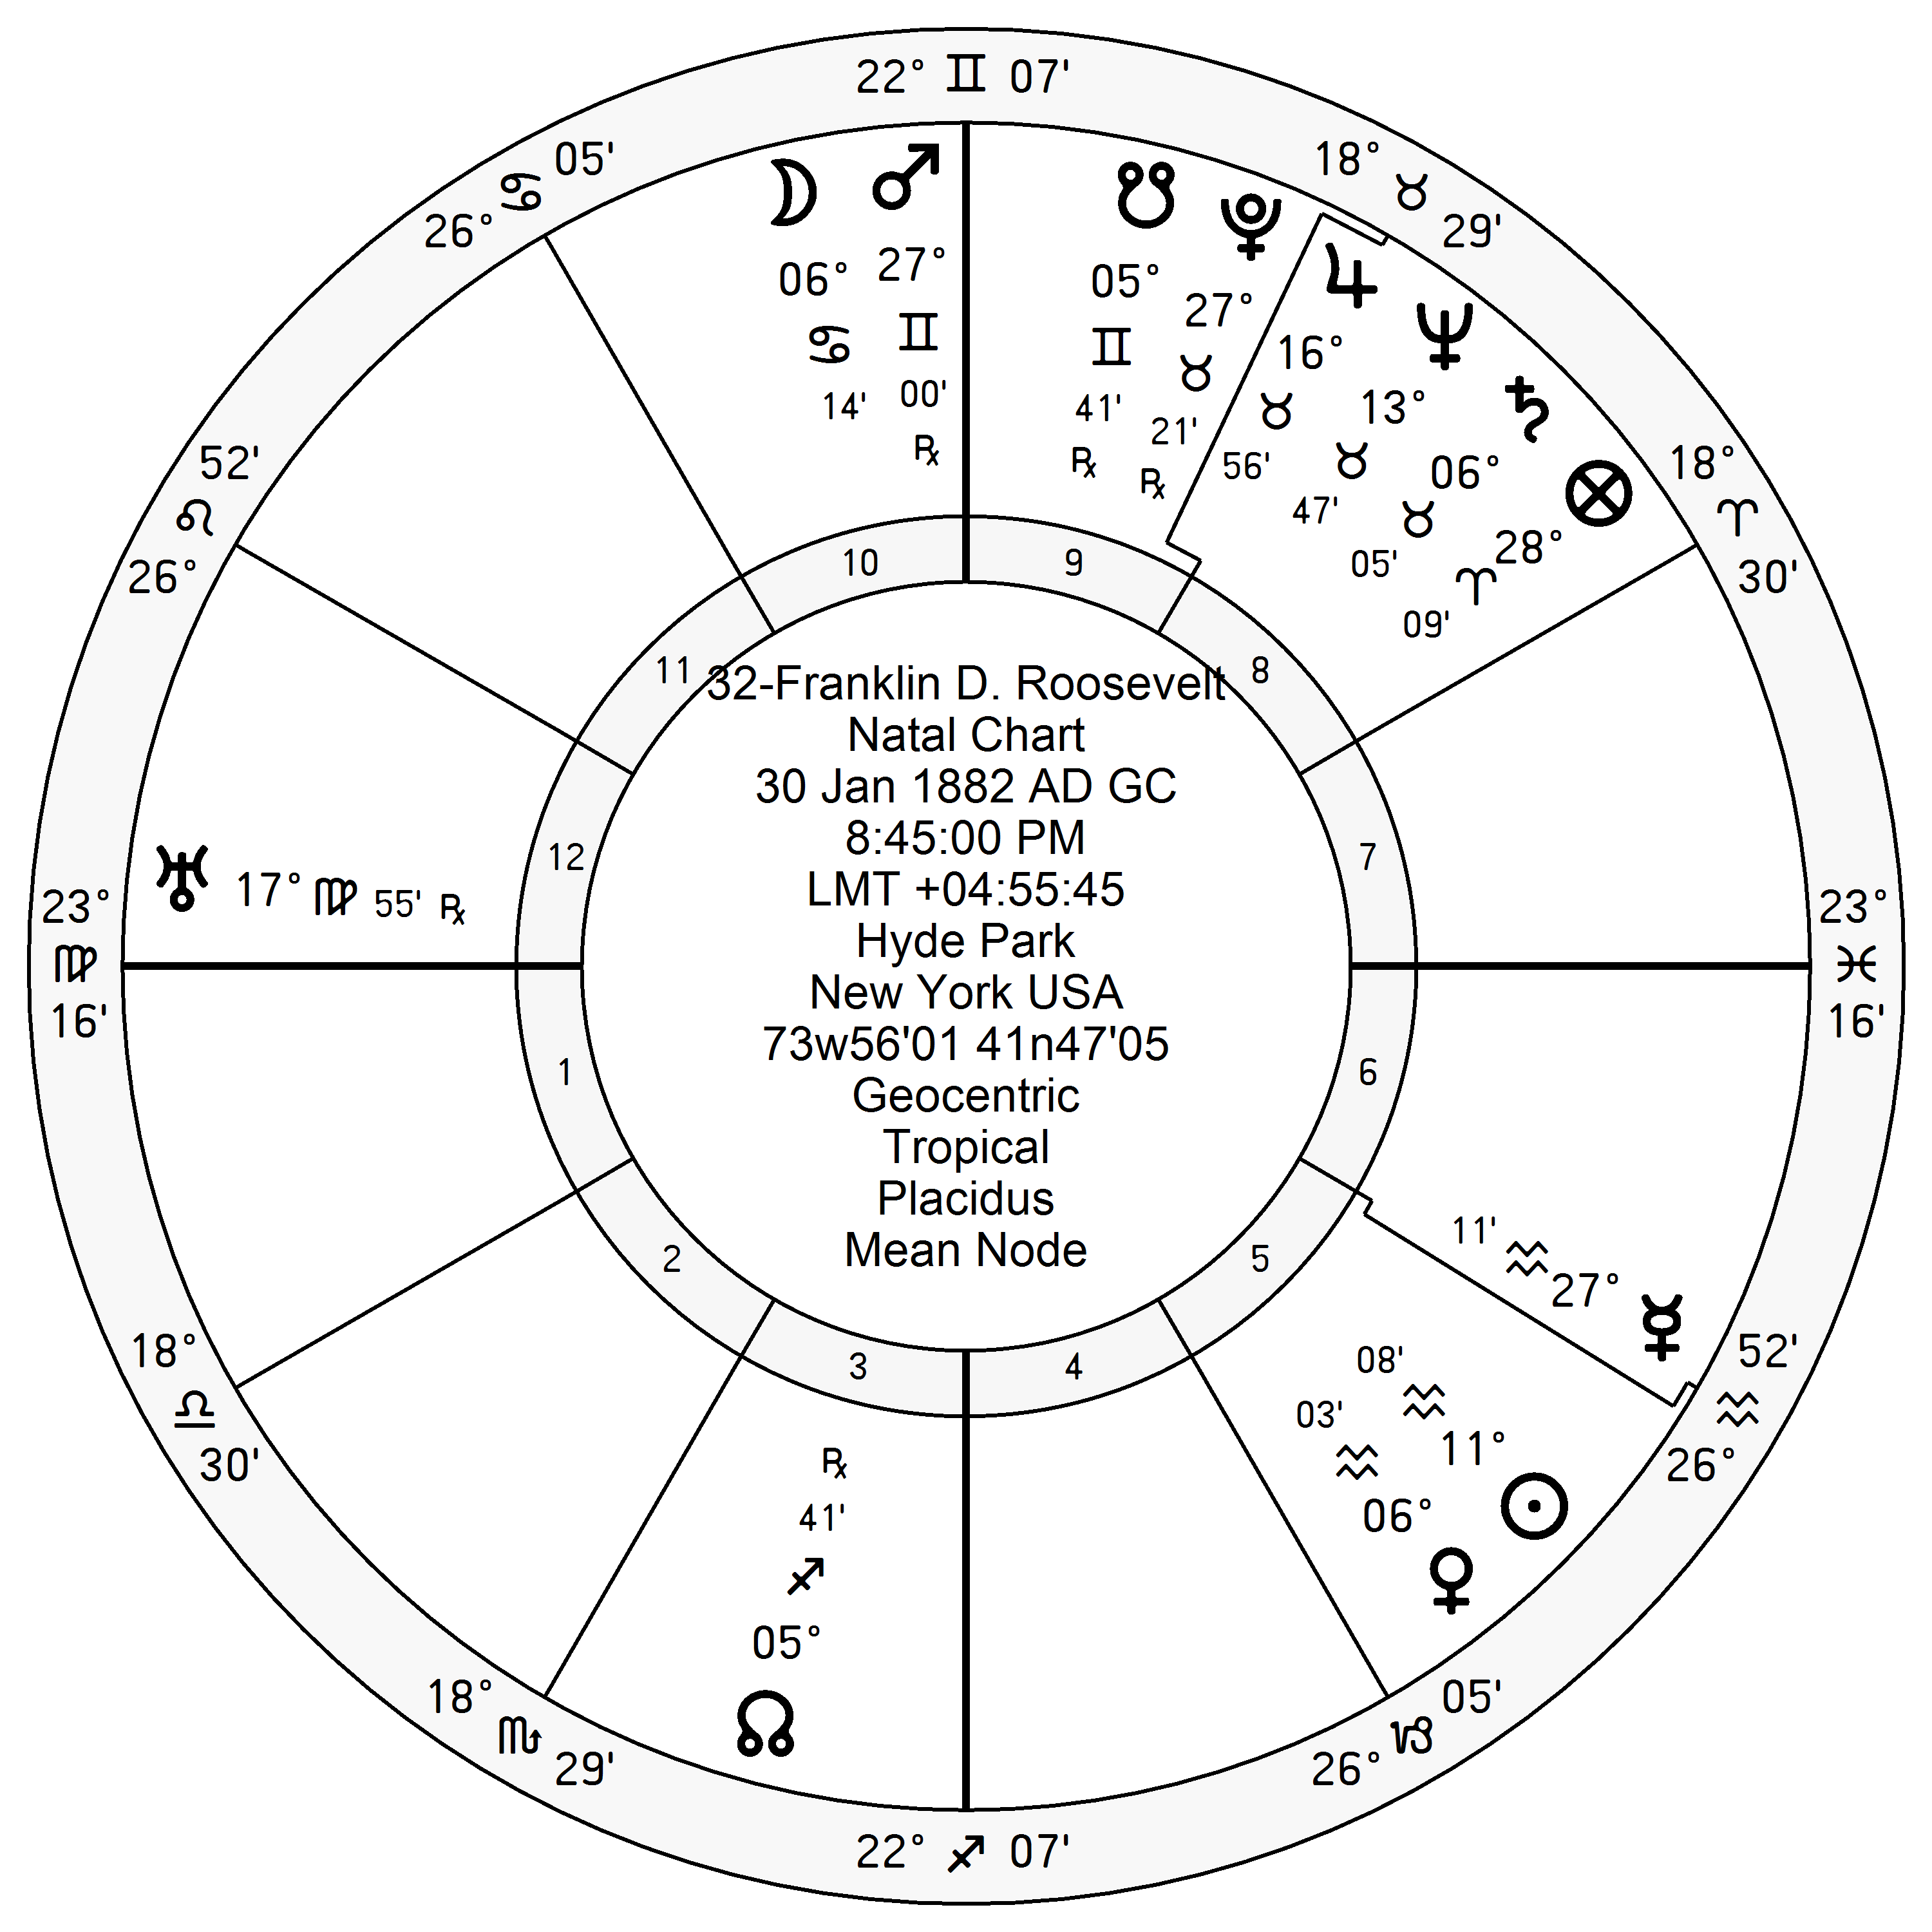 22° ♊ 07'
05' ♋ 26°
18° ♉ 29'
06° ♋ 14'
27° ♊ 00' ℞
05° ♊ 41' ℞
27° ♉ 21' ℞
16° ♉ 56'
13° ♉ 47'
06° ♉ 05'
28° ♈ 09'
52' ♌ 26°
18° ♈ 30'
10
9
11
8
12
7
1
6
2
5
3
4
32-Franklin D. Roosevelt
Natal Chart
30 Jan 1882 AD GC
8:45:00 PM
LMT +04:55:45
Hyde Park
New York USA
73w56'01 41n47'05
Geocentric
Tropical
Placidus
Mean Node
17° ♍ 55' ℞
23° ♍ 16'
23° ♓ 16'
11' ♒ 27°
08' ♒ 11°
03' ♒ 06°
18° ♎ 30'
52' ♒ 26°
℞ 41' ♐ 05°
18° ♏ 29'
05' ♑ 26°
22° ♐ 07'